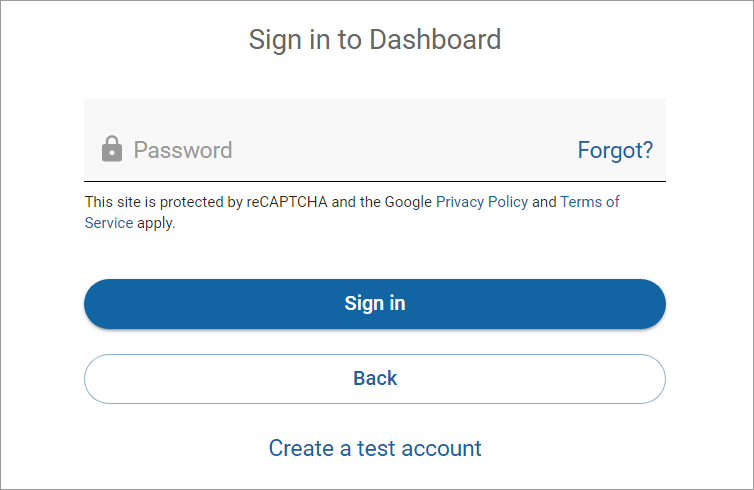 Sign in to Dashboard
Password Forgot?
This site is protected by reCAPTCHA and the Google Privacy Policy and Terms of
Service apply.
Sign in
Back
Create a test account